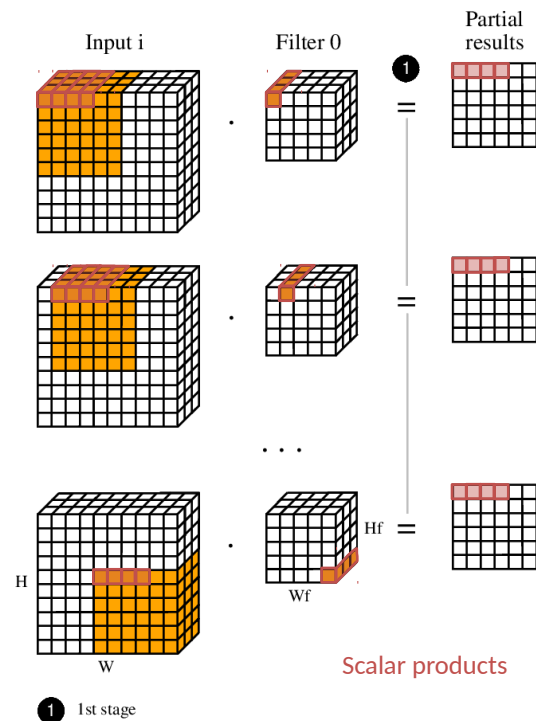 Input i
Filter 0
1
Partial
results
·
=
·
=
. . .
H
W
·
Hf
Wf
=
Scalar products
1 1st stage